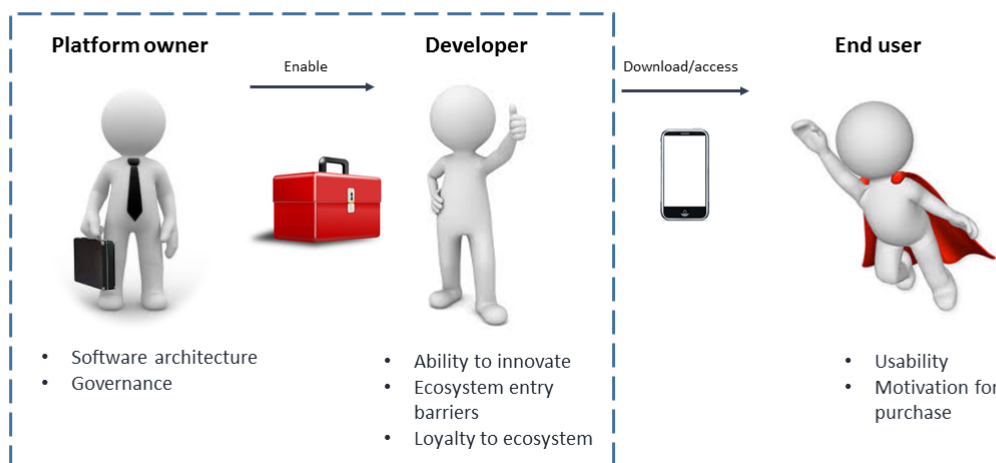 Platform owner
Enable
Developer
Download/access
End user
• Software architecture
• Governance
• Ability to innovate
• Ecosystem entry
barriers
• Loyalty to ecosystem
• Usability
• Motivation for
purchase